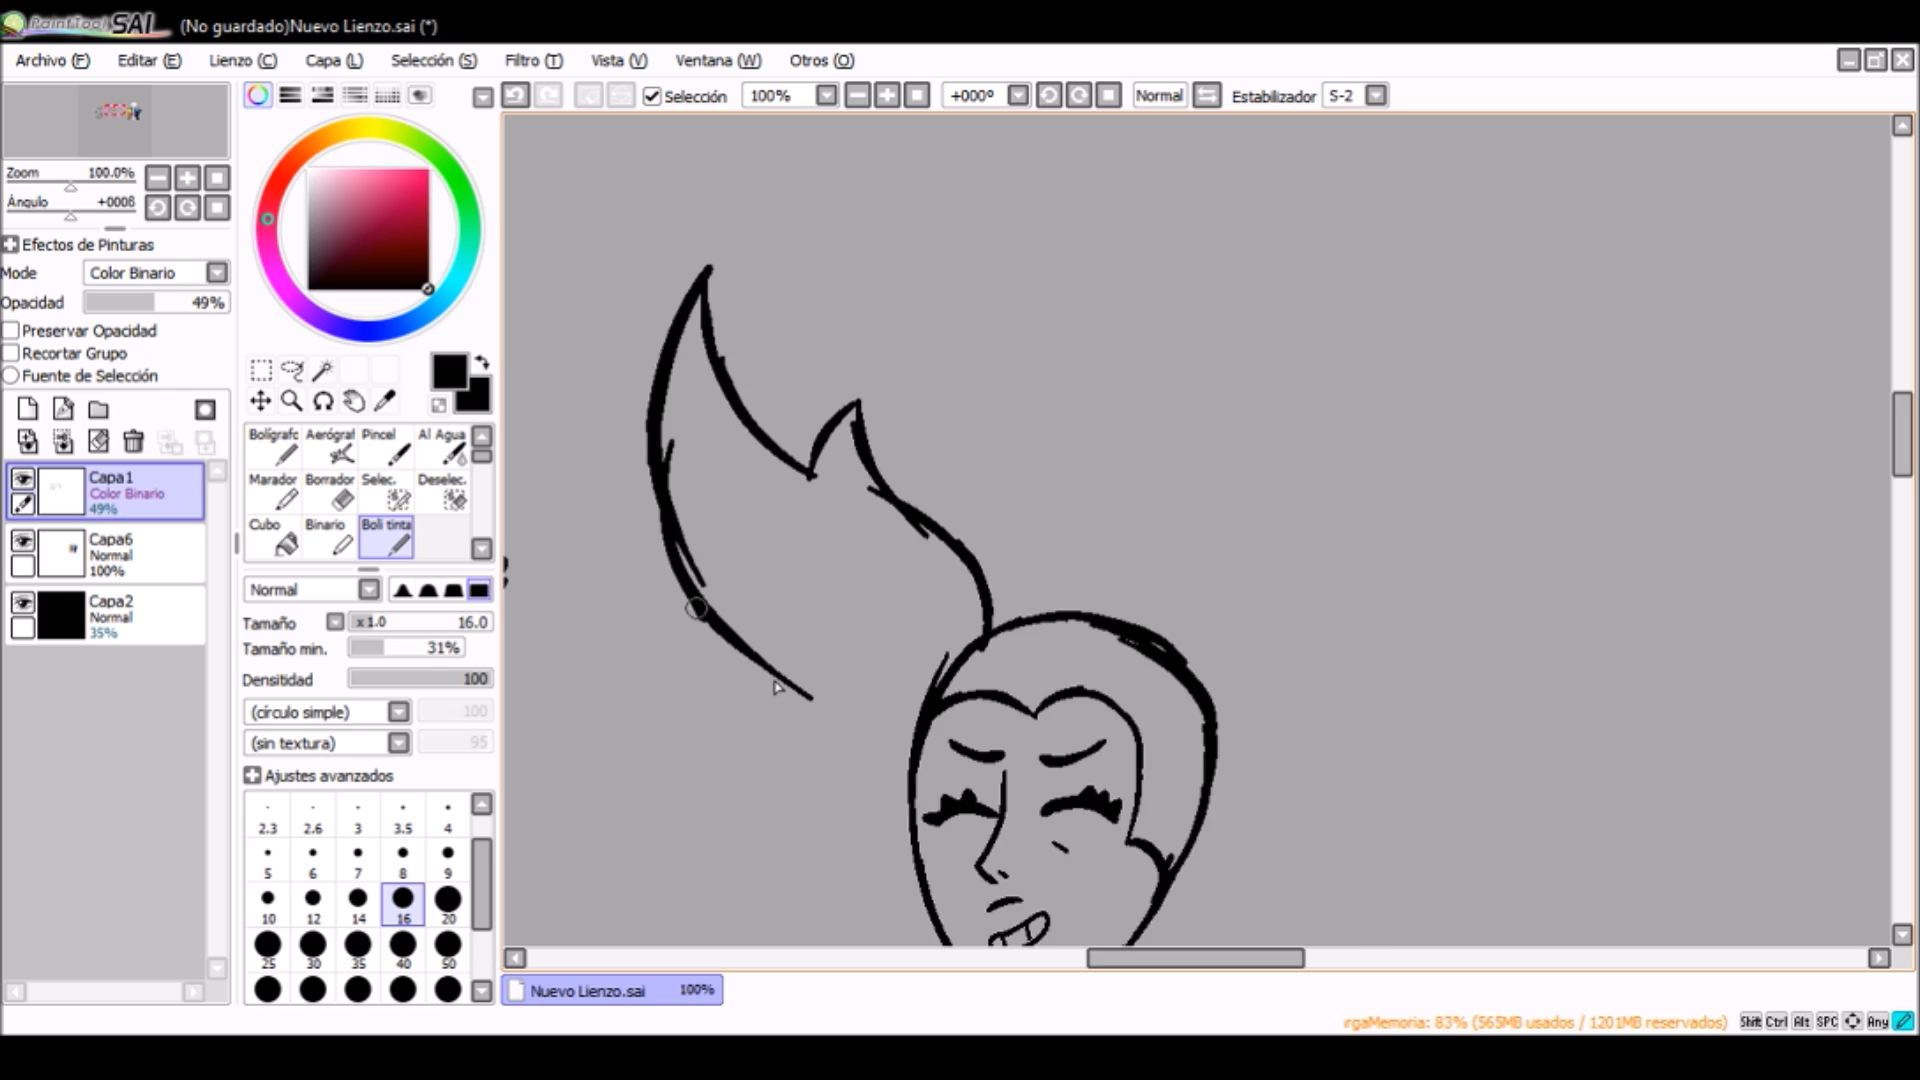 PaintTool SAI (No guardado)Nuevo Lienzo.sai (*)
Archivo (F) Editar (E) Lienzo (C) Capa (L) Selección (S) Filtro (T) Vista (V) Ventana (W) Otros (O)
Selección 100% +000º Normal Estabilizador S-2
Zoom 100.0%
Ángulo +000ß
Efectos de Pinturas
Mode Color Binario
Opacidad 49%
Preservar Opacidad
Recortar Grupo
Fuente de Selección
Capa1
Color Binario
49%
Capa6
Normal
100%
Capa2
Normal
35%
Bolígrafo Aerógraf Pincel Al Agua
Marador Borrador Selec. Deselec.
Cubo Binario Boli tinta
Normal
Tamaño x 1.0 16.0
Tamaño min. 31%
Densitidad 100
(círculo simple) 100
(sin textura) 95
Ajustes avanzados
2.3 2.6 3 3.5 4
5 6 7 8 9
10 12 14 16 20
25 30 35 40 50
Nuevo Lienzo.sai 100%
rgaMemoria: 83% (565MB usados / 1201MB reservados) Shift Ctrl Alt SPC Any